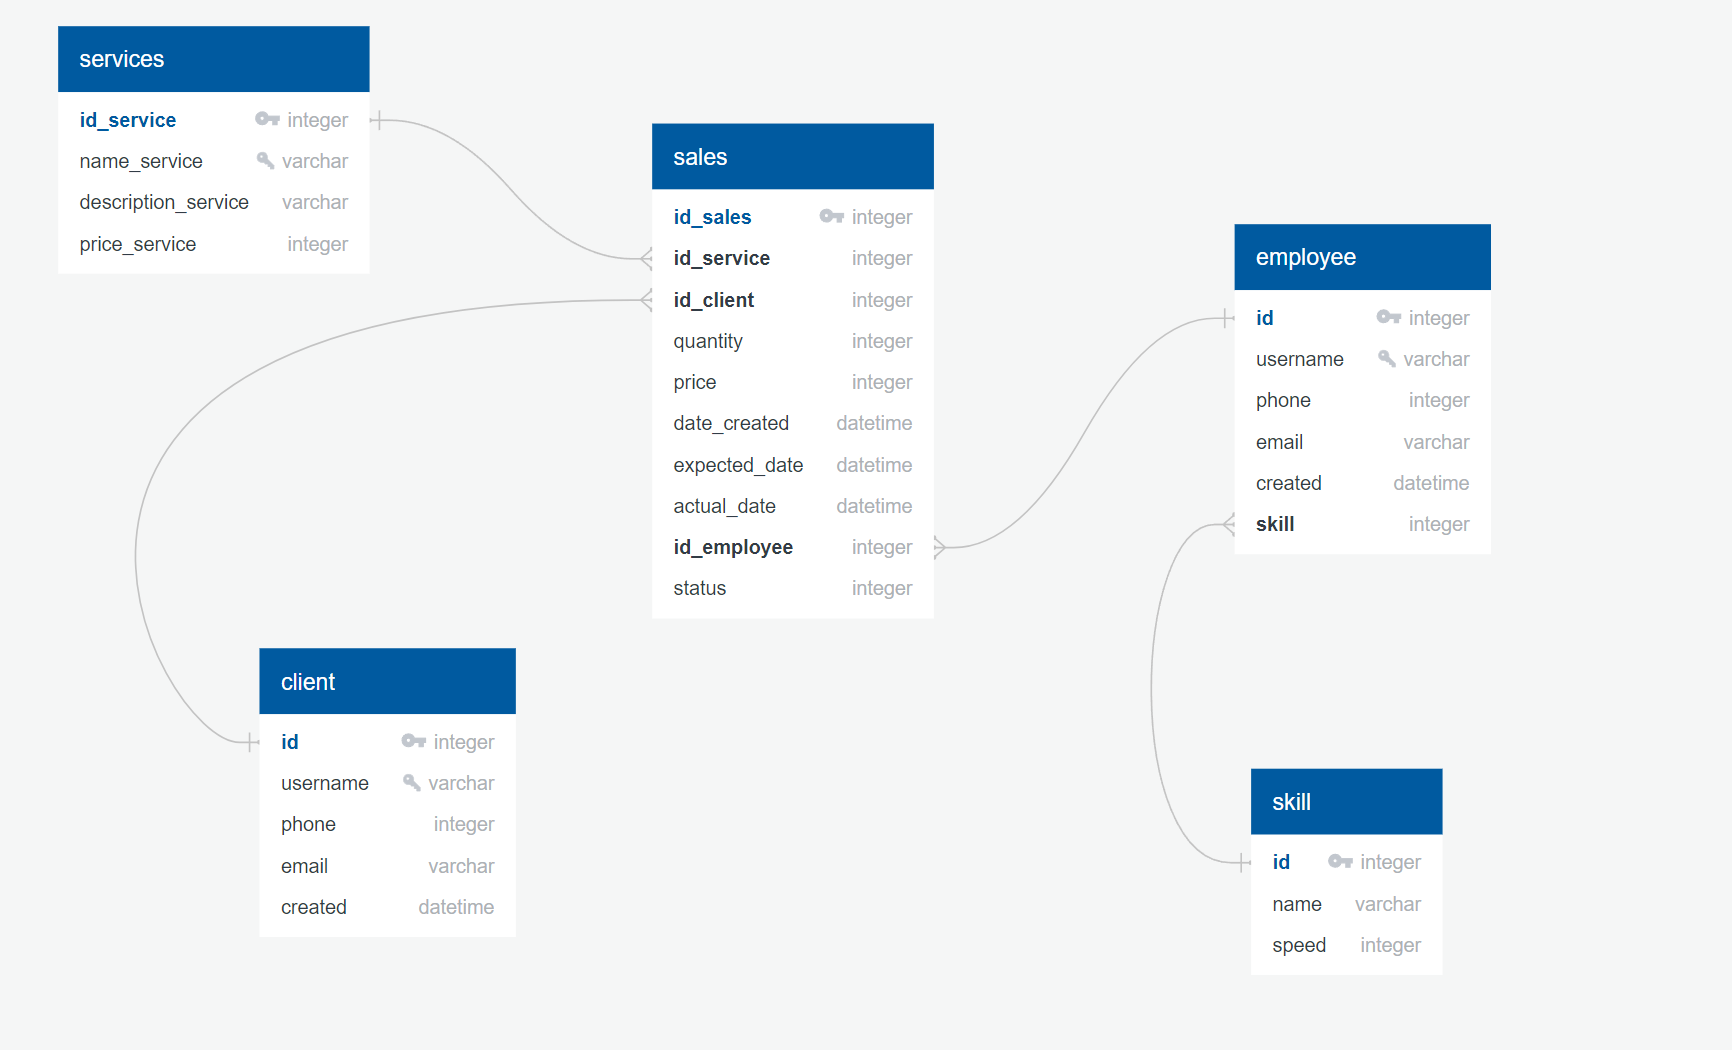 services
id_service integer
name_service varchar
description_service varchar
price_service integer
sales
id_sales integer
id_service integer
id_client integer
quantity integer
price integer
date_created datetime
expected_date datetime
actual_date datetime
id_employee integer
status integer
employee
id integer
username varchar
phone integer
email varchar
created datetime
skill integer
client
id integer
username varchar
phone integer
email varchar
created datetime
skill
id integer
name varchar
speed integer